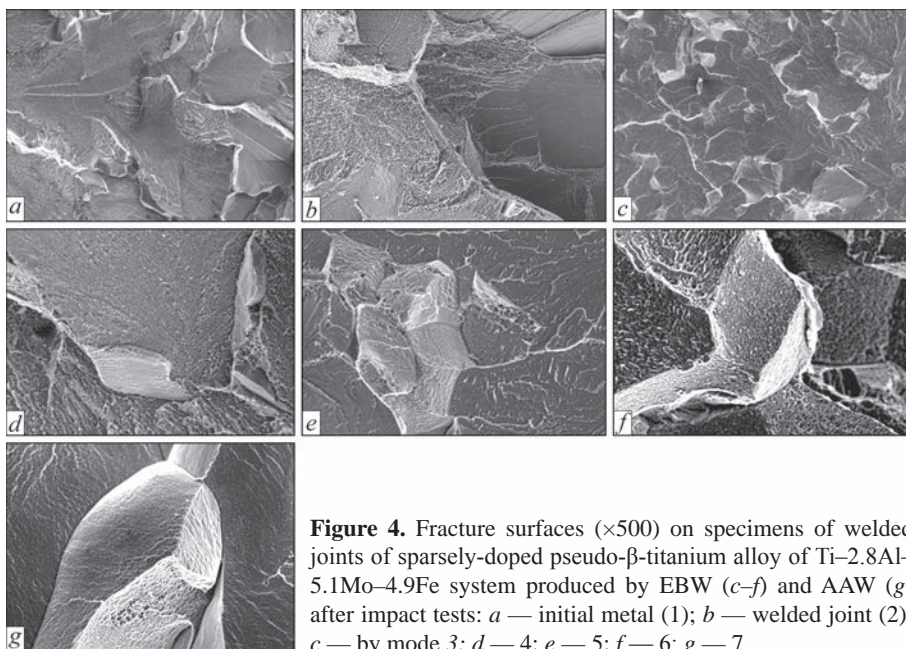 a
b
c
d
e
f
g
Figure 4. Fracture surfaces (×500) on specimens of welded
joints of sparsely-doped pseudo-β-titanium alloy of Ti–2.8Al–
5.1Mo–4.9Fe system produced by EBW (c–f) and AAW (g
after impact tests: a — initial metal (1); b — welded joint (2)
c — by mode 3; d — 4; e — 5; f — 6; g — 7